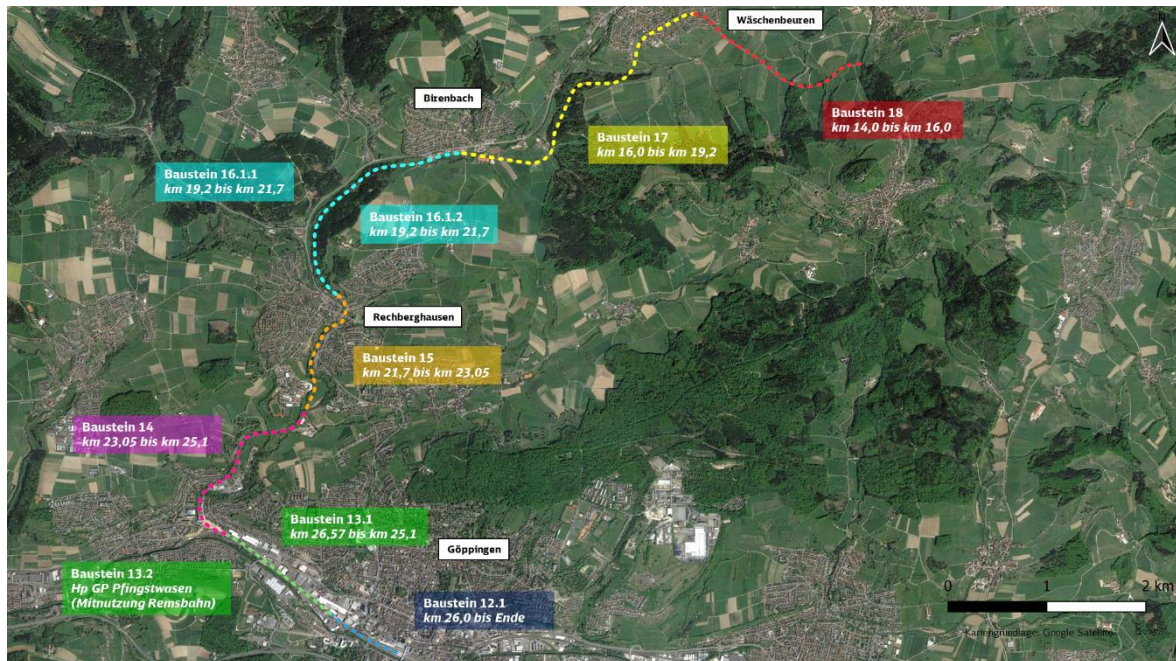 Wäschenbeuren
Birenbach
Baustein 18
km 14,0 bis km 16,0
Baustein 17
km 16,0 bis km 19,2
Baustein 16.1.1
km 19,2 bis km 21,7
Baustein 16.1.2
km 19,2 bis km 21,7
Rechberghausen
Baustein 15
km 21,7 bis km 23,05
Baustein 14
km 23,05 bis km 25,1
Baustein 13.1
km 26,57 bis km 25,1
Göppingen
Baustein 13.2
Hp GP Pfingstwasen
(Mitnutzung Remsbahn)
Baustein 12.1
km 26,0 bis Ende
0 1 2 km
Kartengrundlage: Google Satellite